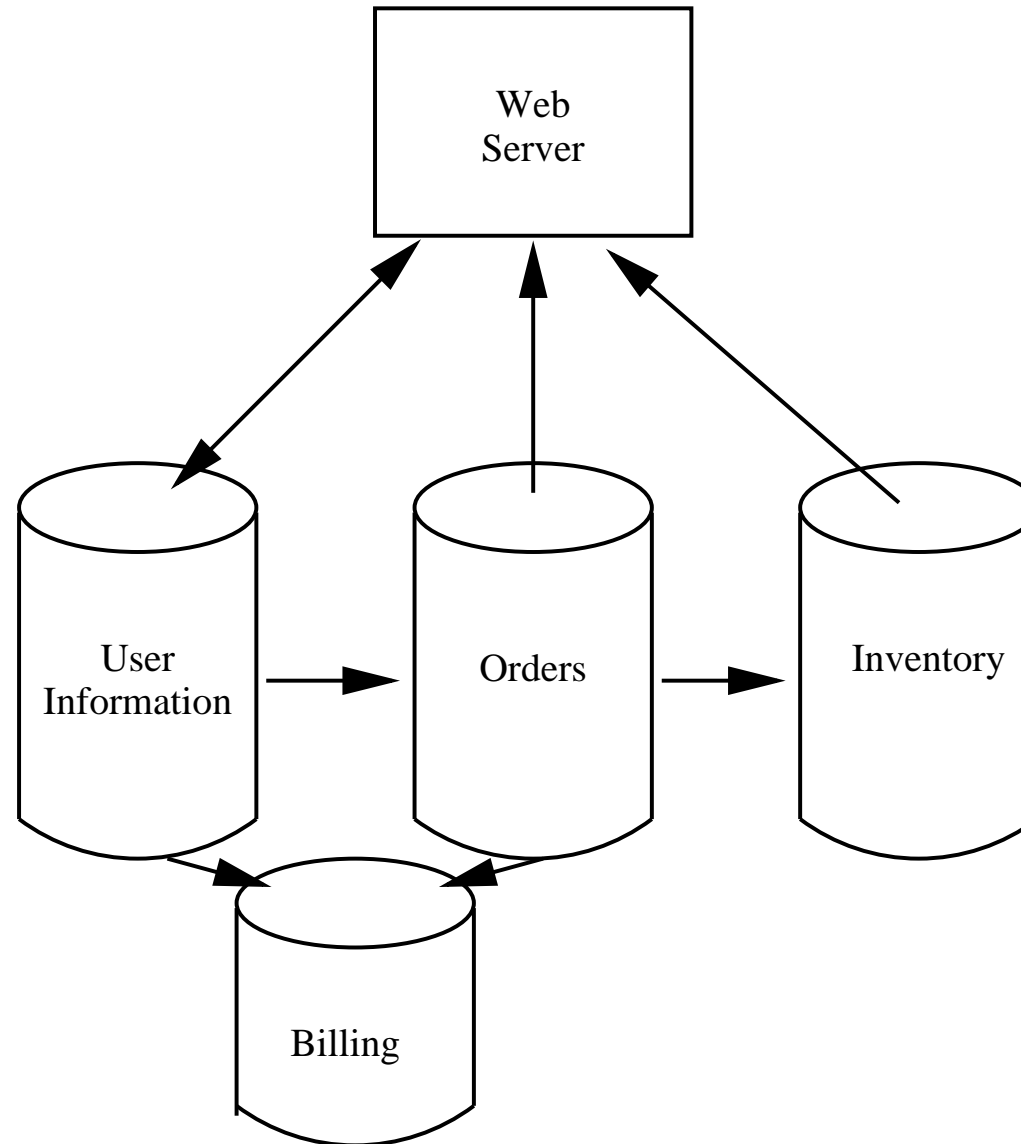 Web
Server
User
Information
Orders
Inventory
Billing